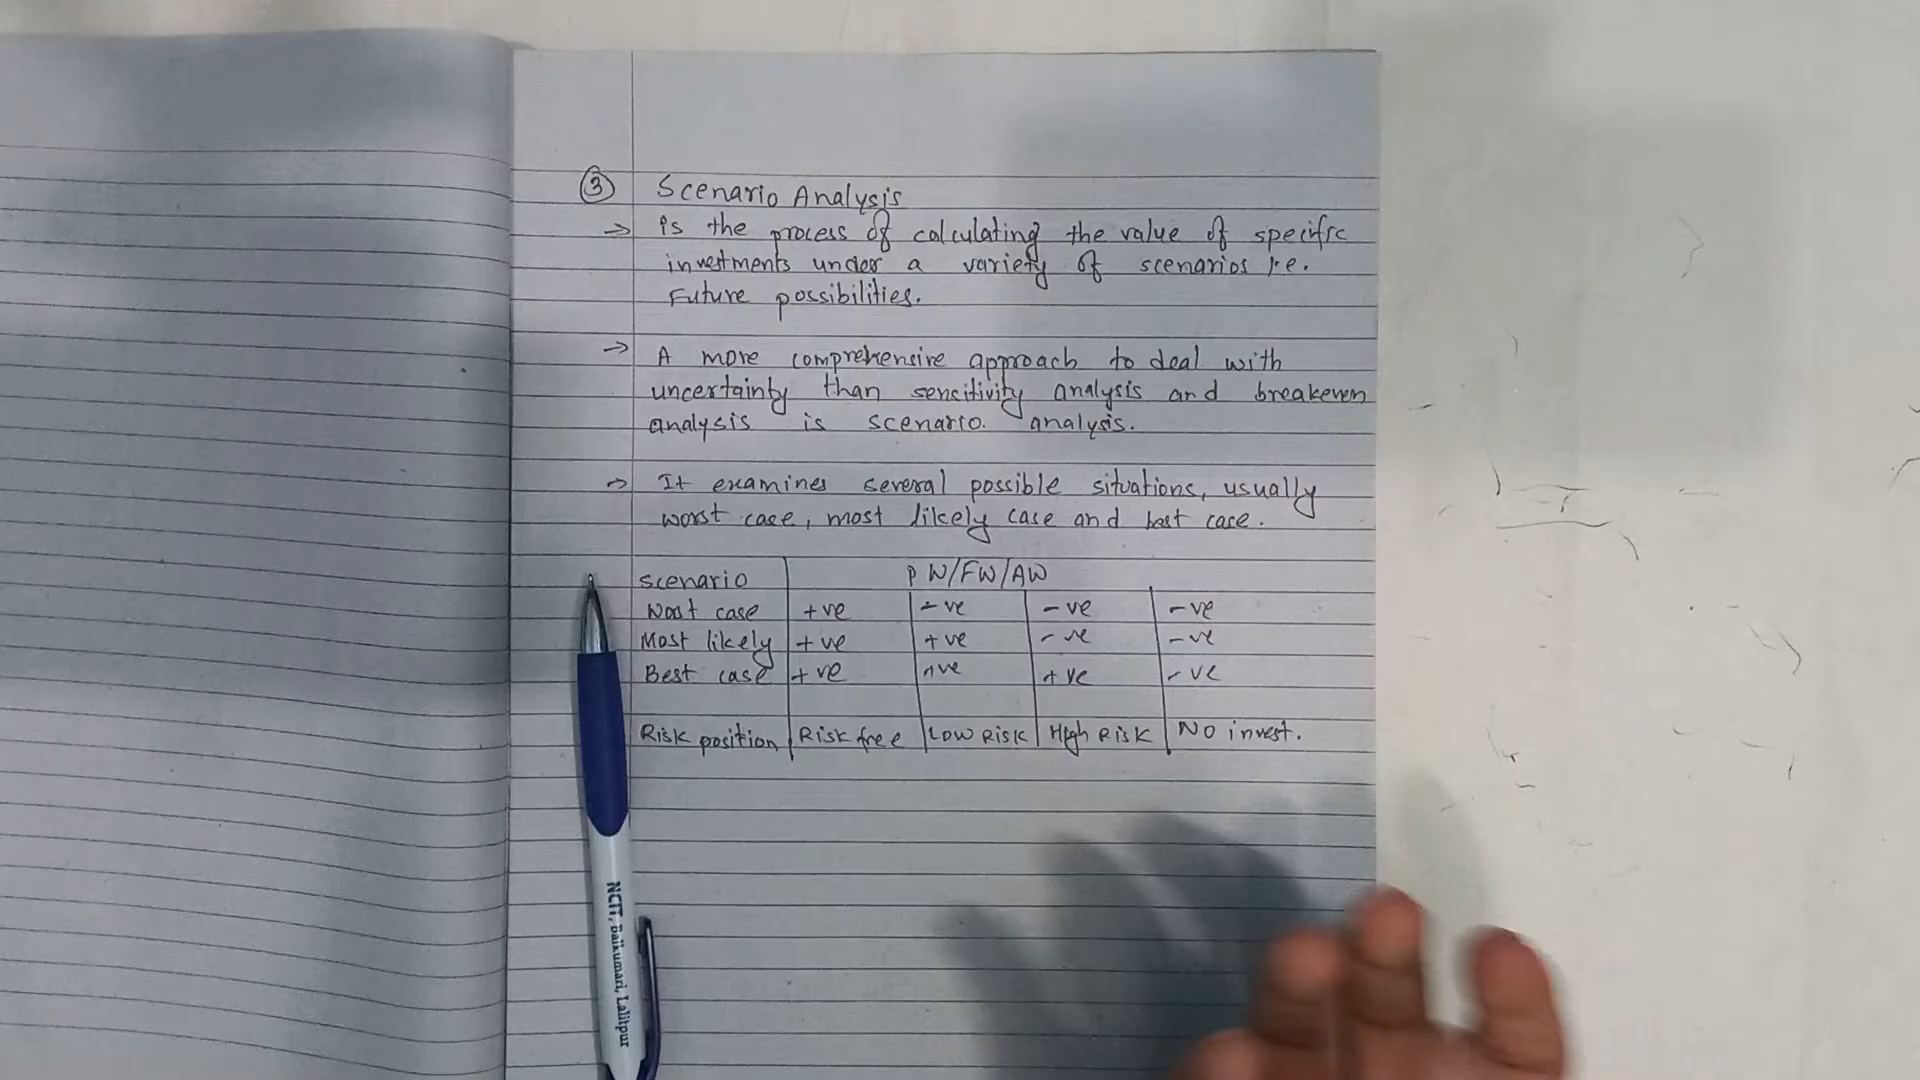 3 Scenario Analysis
→ is the process of calculating the value of specific
investments under a variety of scenarios i.e.
Future possibilities.
→ A more comprehensive approach to deal with
uncertainty than sencitivity analysis and breakeven
analysis is scenario. analysis.
→ It examines several possible situations, usually
worst case, most likely case and best case.
scenario PW/FW/AW
Worst case +ve -ve -ve -ve
Most likely +ve +ve -ve -ve
Best case +ve +ve +ve -ve
Risk position Risk free Low Risk High Risk No invest.
NCIT, Balkumari, Lalitpur